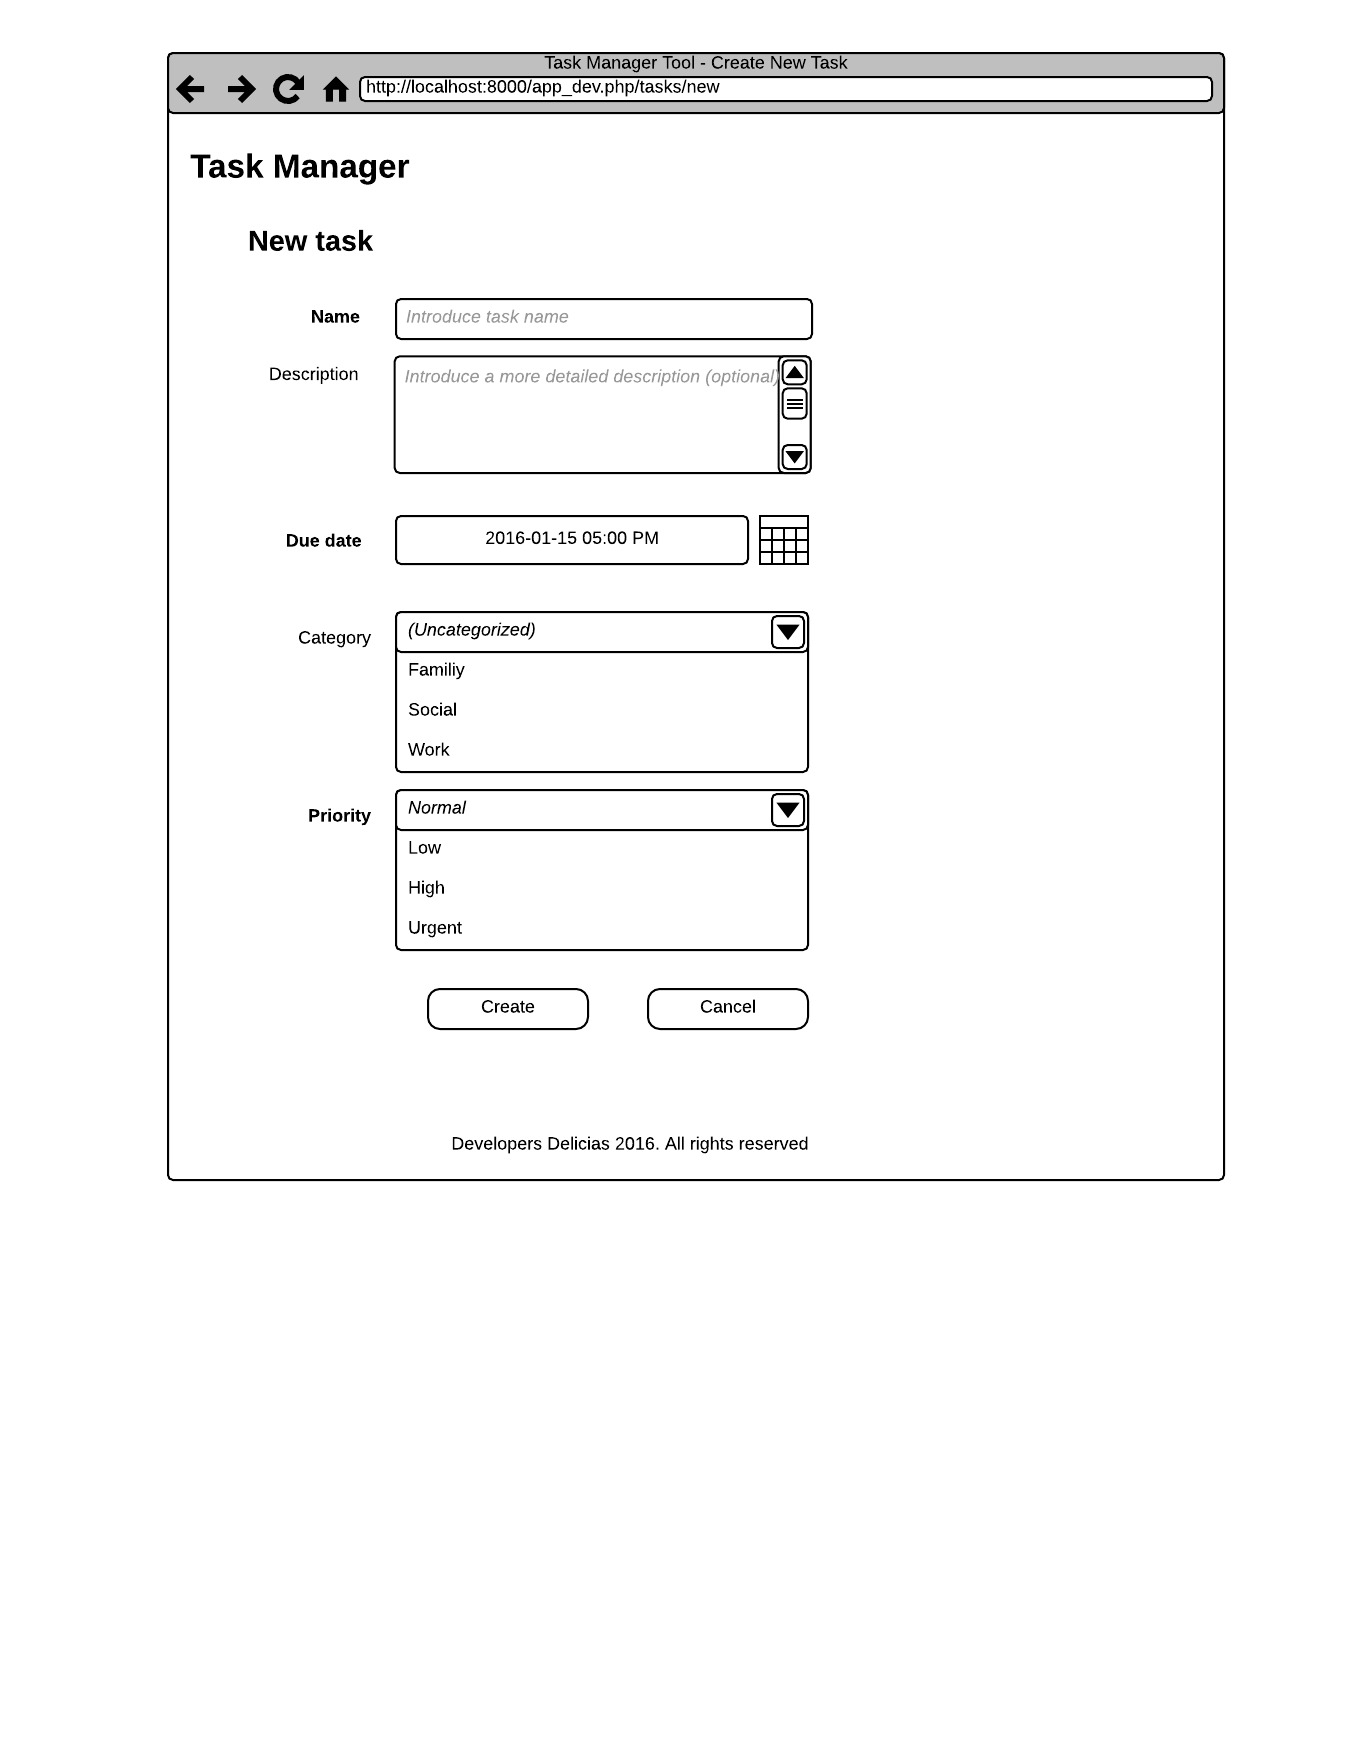 Task Manager Tool - Create New Task
http://localhost:8000/app_dev.php/tasks/new
Task Manager
New task
Name
Introduce task name
Description
Introduce a more detailed description (optional)
Due date
2016-01-15 05:00 PM
Category
(Uncategorized)
Familiy
Social
Work
Priority
Normal
Low
High
Urgent
Create
Cancel
Developers Delicias 2016. All rights reserved